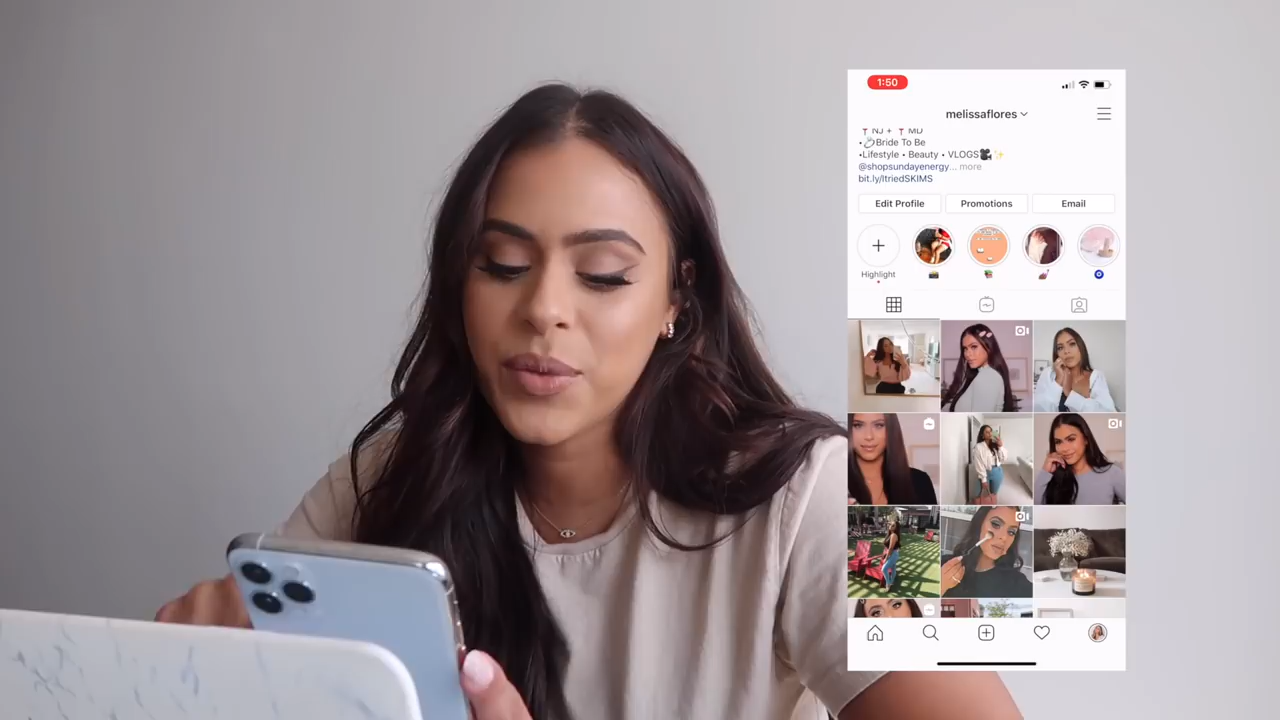 1:50
melissaflores
NJ + MD
•Bride To Be
•Lifestyle • Beauty • VLOGS
@shopsundayenergy... more
bit.ly/ItriedSKIMS
Edit Profile
Promotions
Email
Highlight